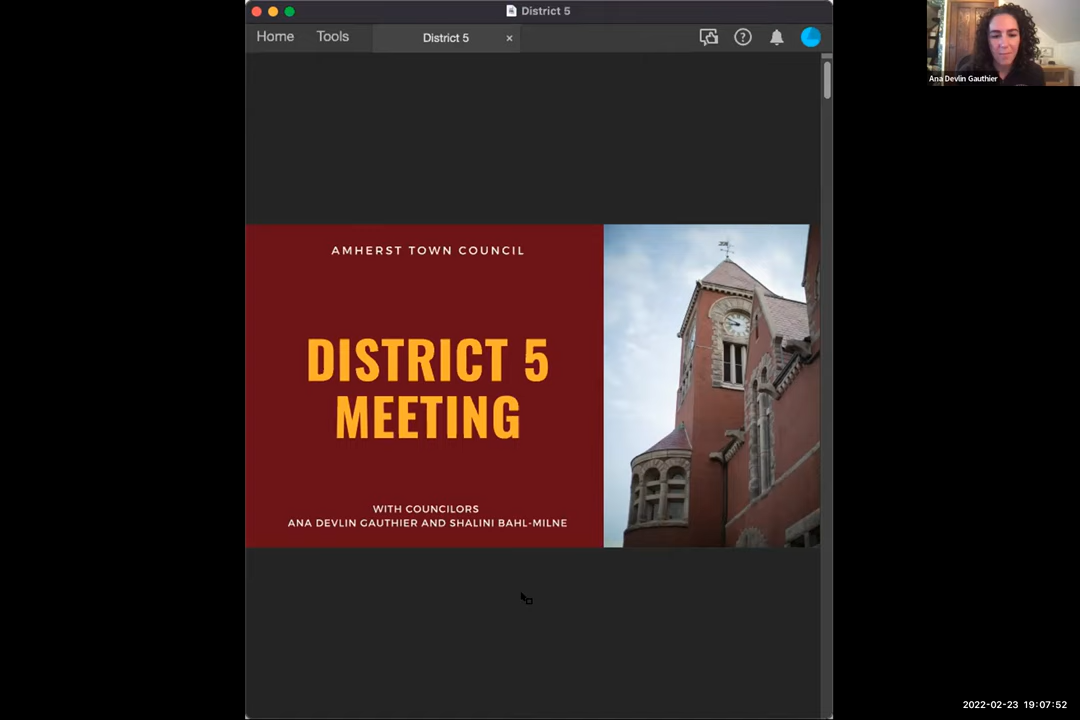 District 5
Home
Tools
District 5
×
?
Ana Devlin Gauthier
AMHERST TOWN COUNCIL
DISTRICT 5
MEETING
WITH COUNCILORS
ANA DEVLIN GAUTHIER AND SHALINI BAHL-MILNE
2022-02-23 19:07:52